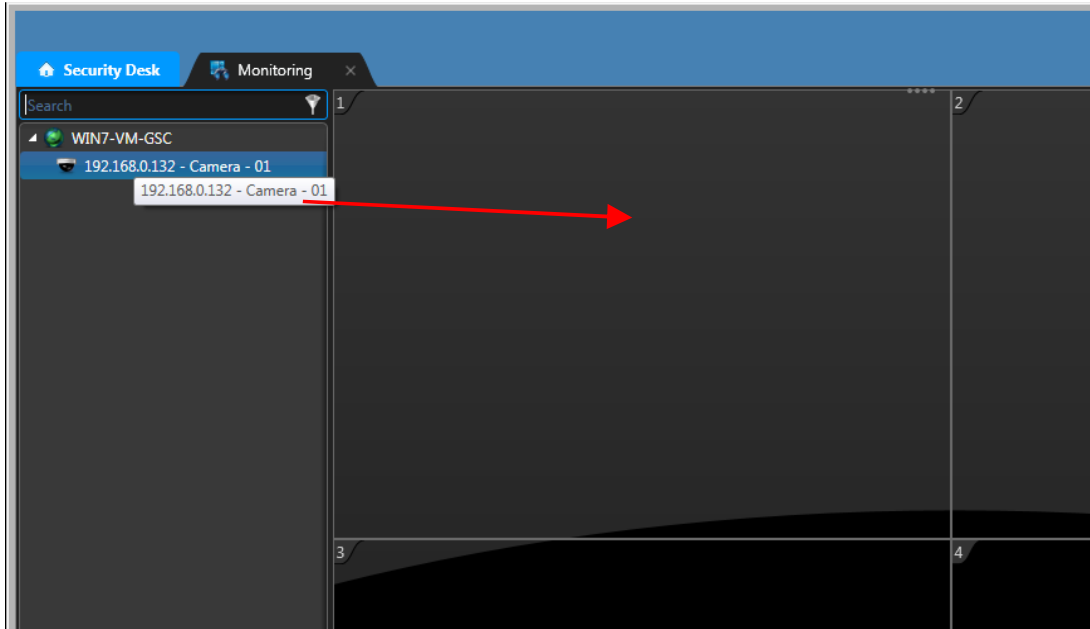 Security Desk
Monitoring
Search
1
2
WIN7-VM-GSC
192.168.0.132 - Camera - 01
192.168.0.132 - Camera - 01
3
4